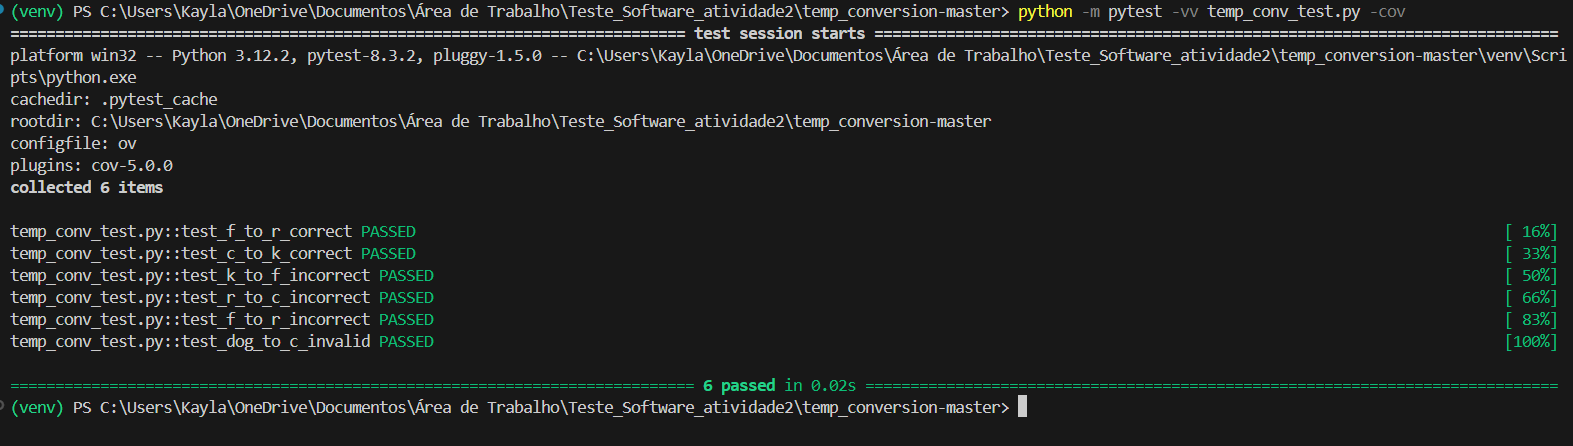 (venv) PS C:\Users\Kayla\OneDrive\Documentos\Área de Trabalho\Teste_Software_atividade2\temp_conversion-master> python -m pytest -vv temp_conv_test.py -cov
=========================================================================== test session starts ============================================================================
platform win32 -- Python 3.12.2, pytest-8.3.2, pluggy-1.5.0 -- C:\Users\Kayla\OneDrive\Documentos\Área de Trabalho\Teste_Software_atividade2\temp_conversion-master\venv\Scri
pts\python.exe
cachedir: .pytest_cache
rootdir: C:\Users\Kayla\OneDrive\Documentos\Área de Trabalho\Teste_Software_atividade2\temp_conversion-master
configfile: ov
plugins: cov-5.0.0
collected 6 items
temp_conv_test.py::test_f_to_r_correct PASSED [ 16%]
temp_conv_test.py::test_c_to_k_correct PASSED [ 33%]
temp_conv_test.py::test_k_to_f_incorrect PASSED [ 50%]
temp_conv_test.py::test_r_to_c_incorrect PASSED [ 66%]
temp_conv_test.py::test_f_to_r_incorrect PASSED [ 83%]
temp_conv_test.py::test_dog_to_c_invalid PASSED [100%]
============================================================================ 6 passed in 0.02s =============================================================================
(venv) PS C:\Users\Kayla\OneDrive\Documentos\Área de Trabalho\Teste_Software_atividade2\temp_conversion-master>